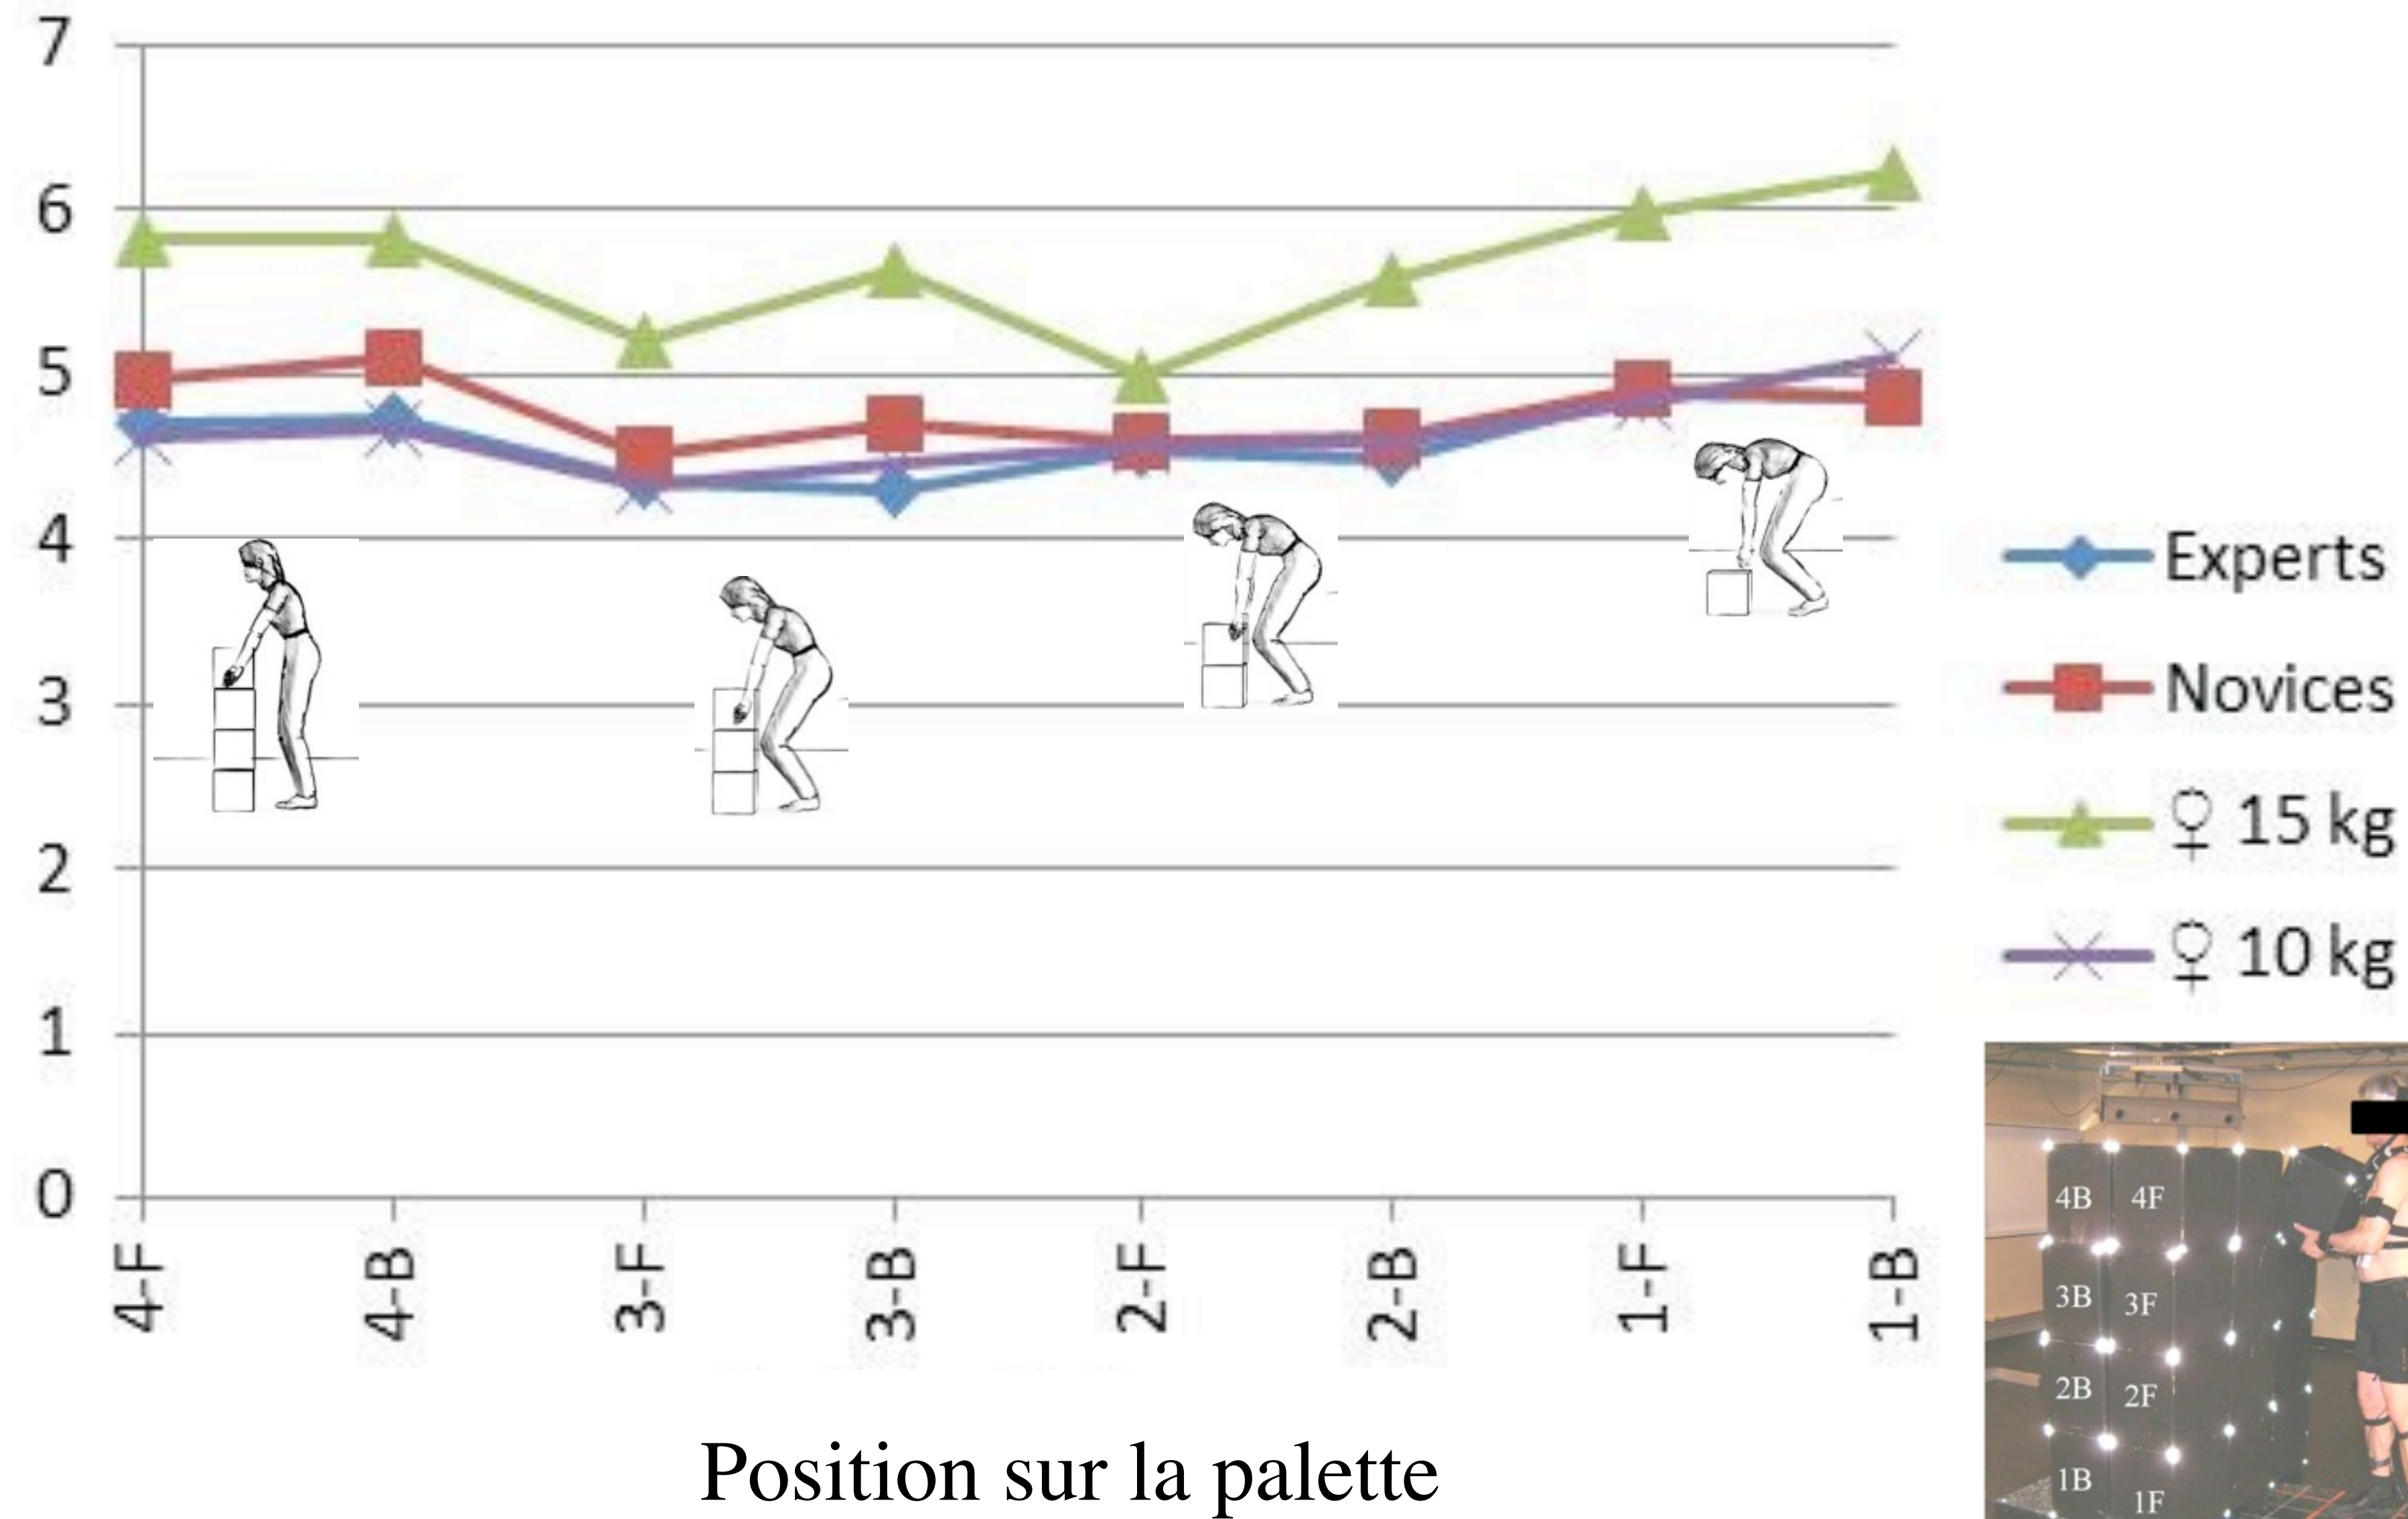 7
6
5
4
3
2
1
0
4-F
4-B
3-F
3-B
2-F
2-B
1-F
1-B
Position sur la palette
Experts
Novices
♀ 15 kg
♀ 10 kg
4B 4F
3B 3F
2B 2F
1B 1F